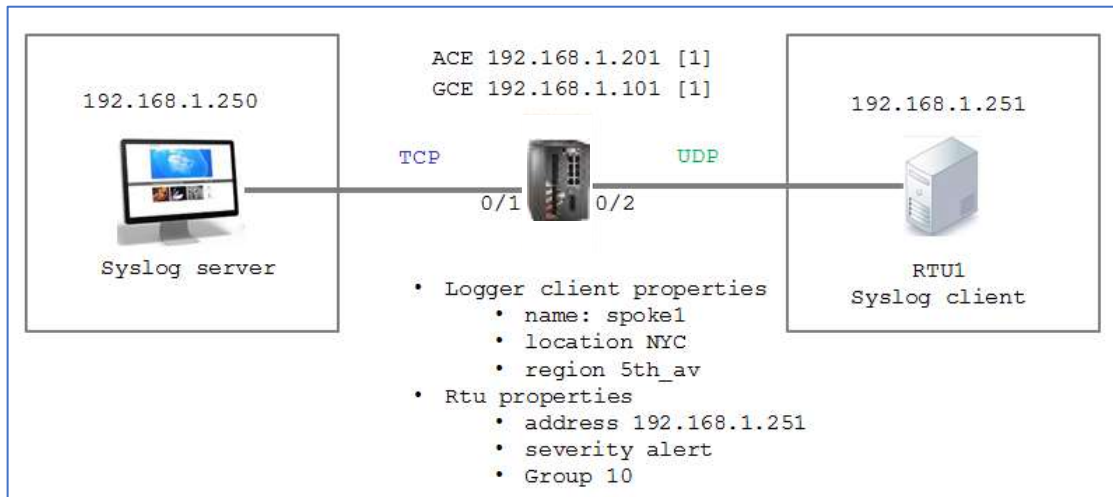 ACE 192.168.1.201 [1]
GCE 192.168.1.101 [1]
192.168.1.250
192.168.1.251
TCP
UDP
0/1
0/2
Syslog server
RTU1
Syslog client
• Logger client properties
• name: spoke1
• location NYC
• region 5th_av
• Rtu properties
• address 192.168.1.251
• severity alert
• Group 10